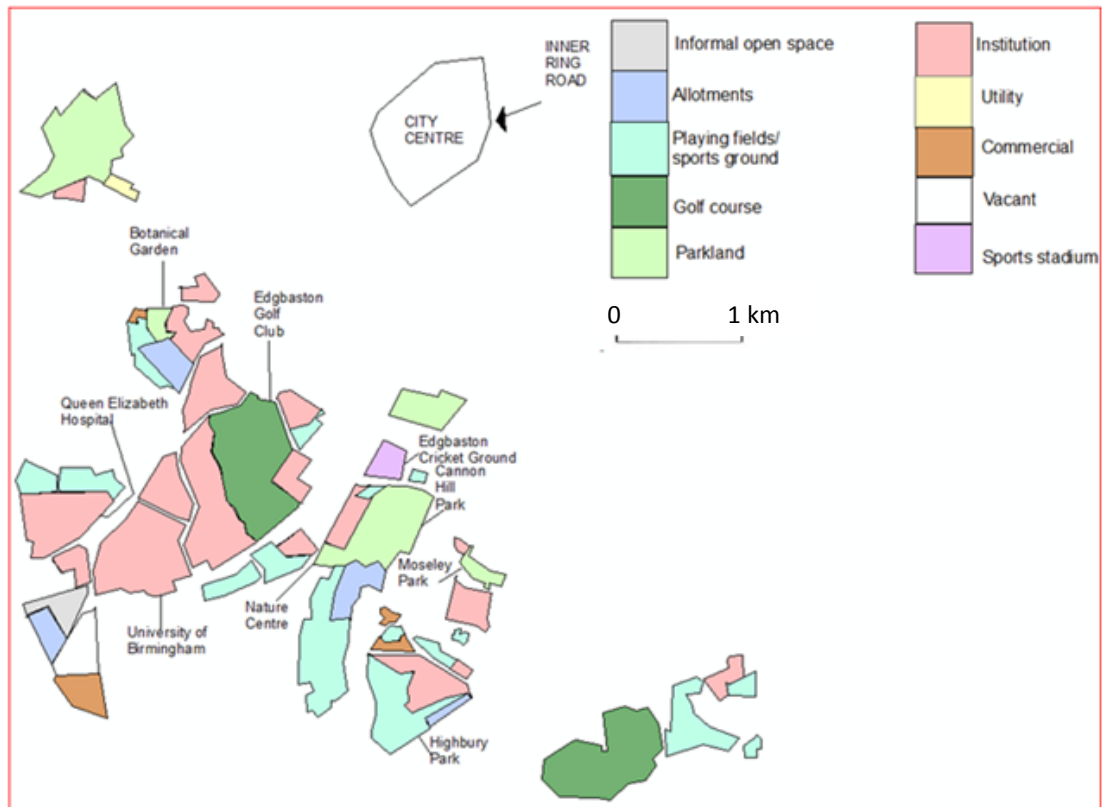 INNER
RING
ROAD
CITY
CENTRE
Informal open space
Allotments
Playing fields/
sports ground
Golf course
Parkland
Institution
Utility
Commercial
Vacant
Sports stadium
0 1 km
Botanical
Garden
Edgbaston
Golf
Club
Queen Elizabeth
Hospital
Edgbaston
Cricket Ground
Cannon
Hill
Park
Moseley
Park
Nature
Centre
University of
Birmingham
Highbury
Park